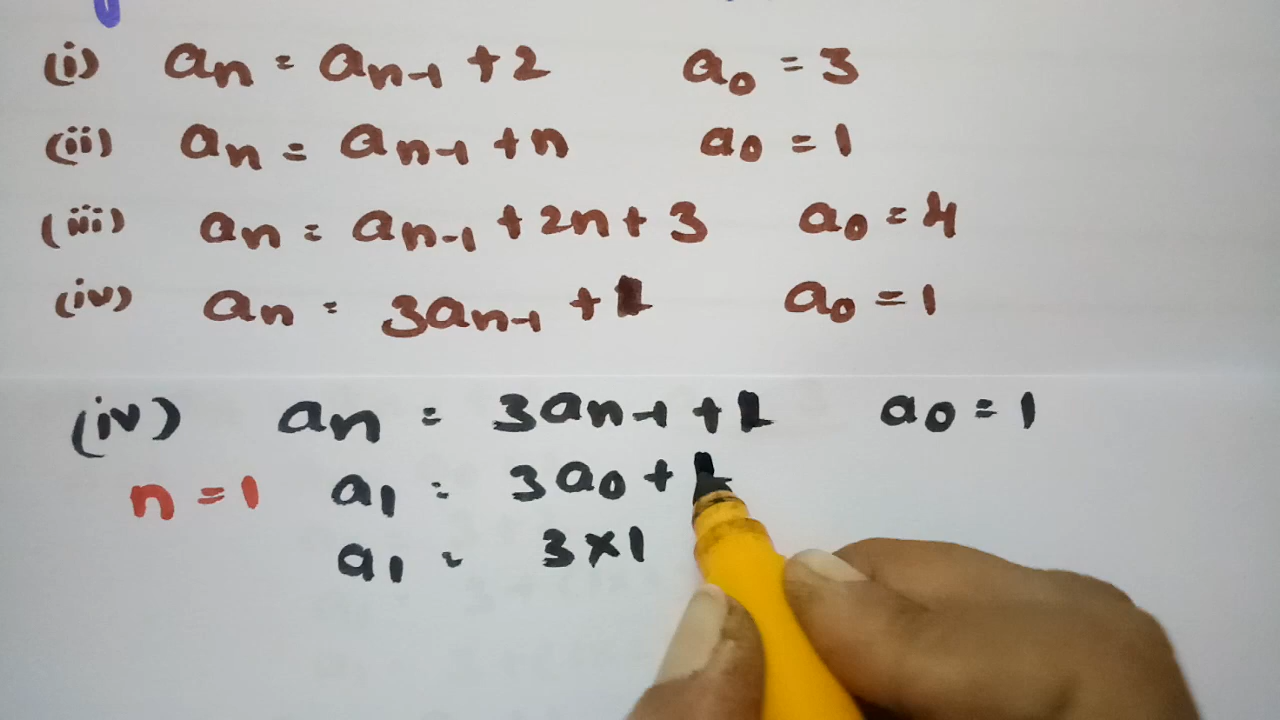 (i) an = an-1 + 2 a0 = 3
(ii) an = an-1 + n a0 = 1
(iii) an = an-1 + 2n + 3 a0 = 4
(iv) an = 3an-1 + 1 a0 = 1
(iv) an = 3an-1 + 1 a0 = 1
n = 1 a1 = 3a0 +
a1 = 3 × 1